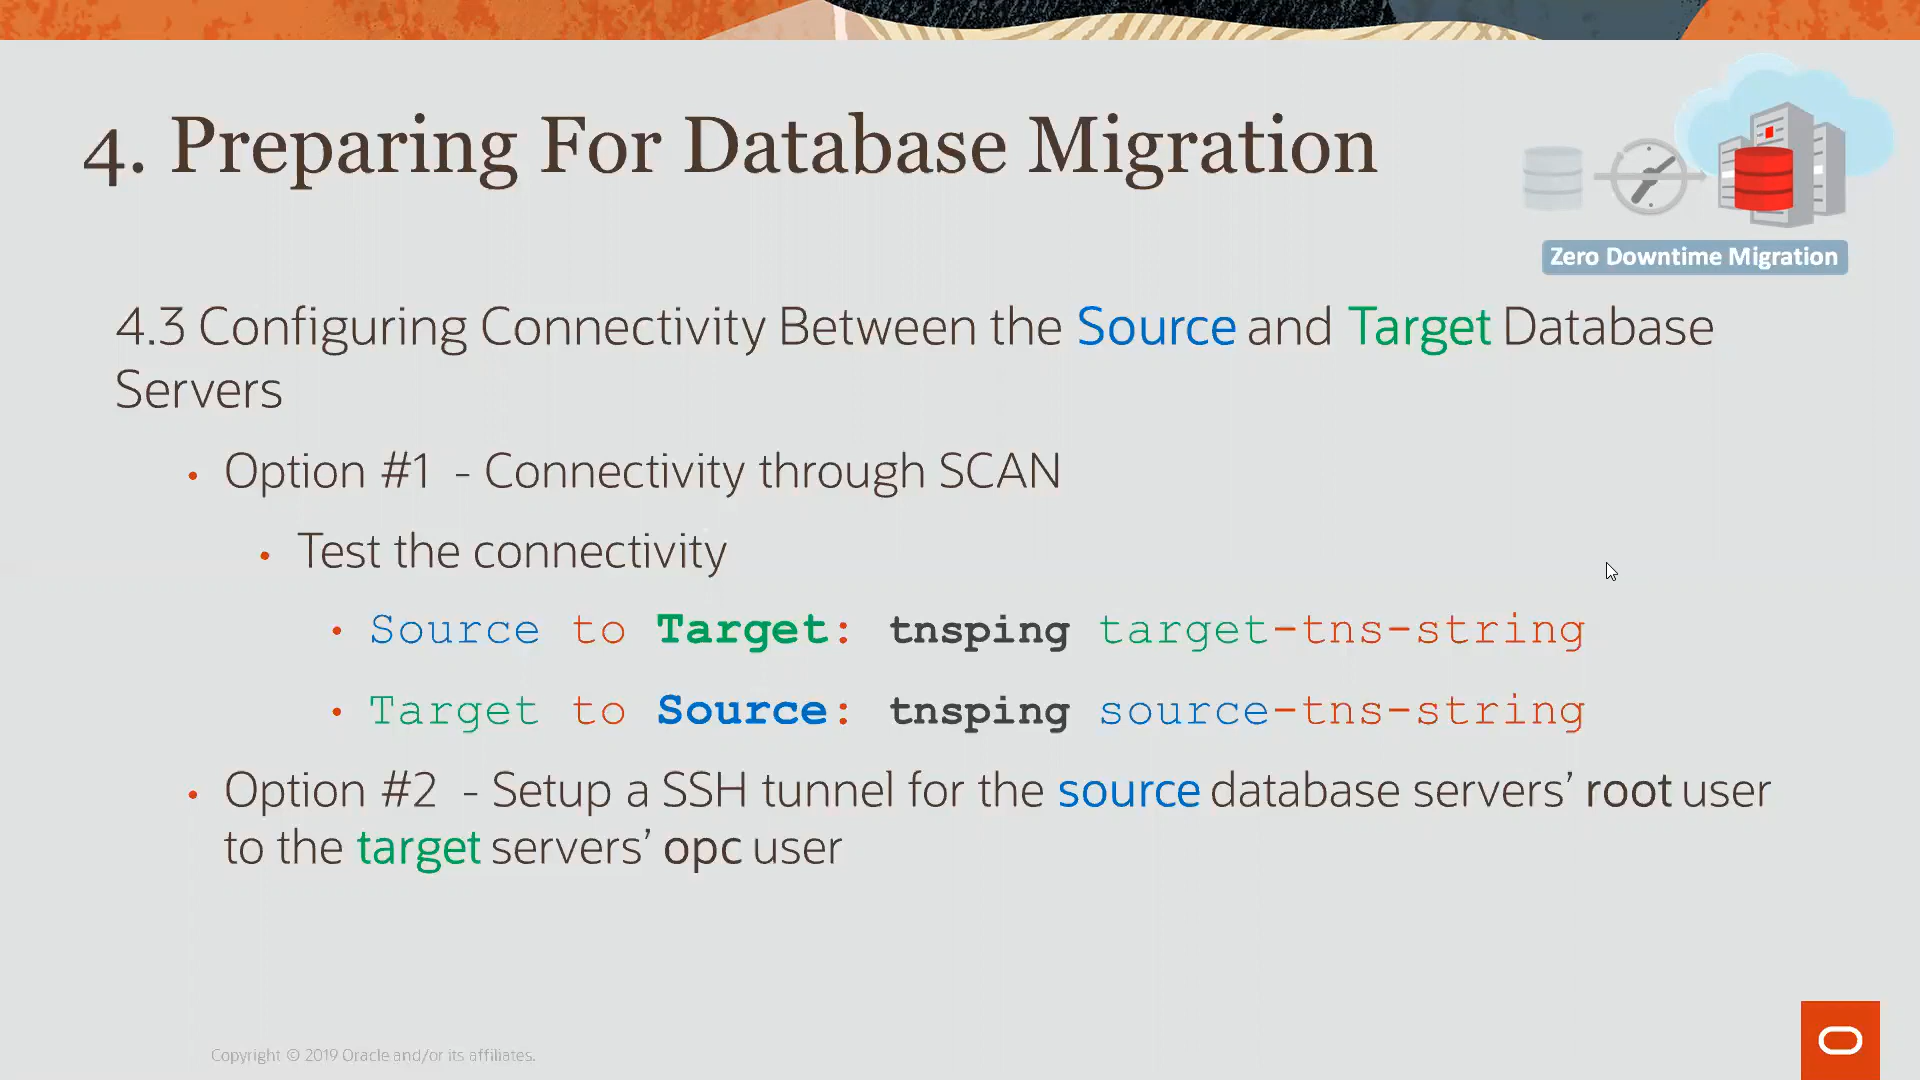 4. Preparing For Database Migration
Zero Downtime Migration
4.3 Configuring Connectivity Between the Source and Target Database
Servers
• Option #1 - Connectivity through SCAN
• Test the connectivity
• Source to Target: tnsping target-tns-string
• Target to Source: tnsping source-tns-string
• Option #2 - Setup a SSH tunnel for the source database servers’ root user
to the target servers’ opc user
Copyright © 2019 Oracle and/or its affiliates.